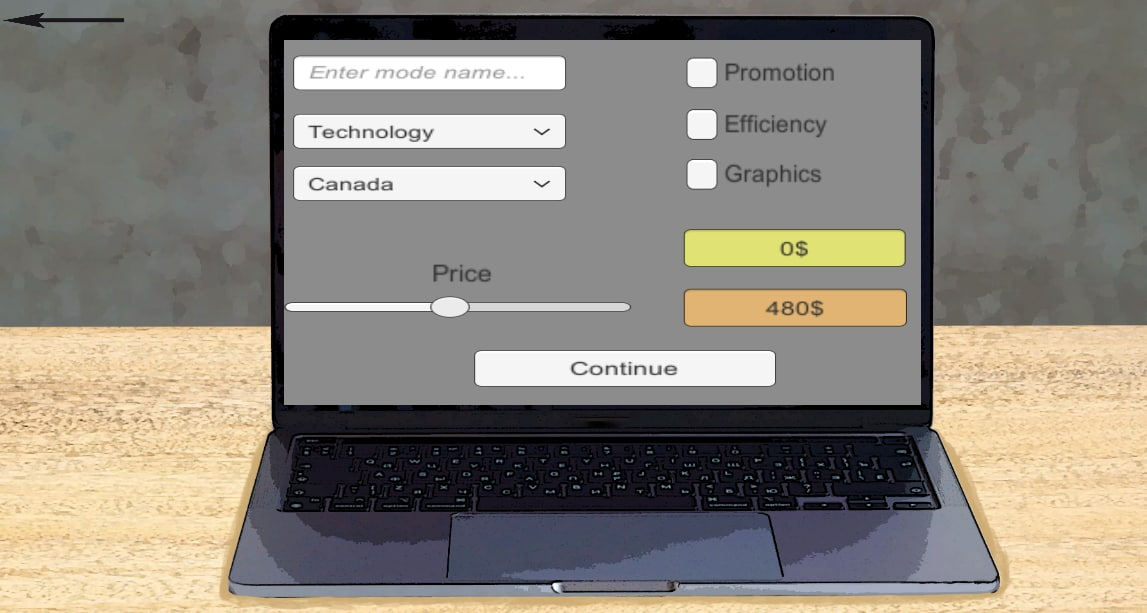 Enter mode name...
Technology
Canada
Price
Promotion
Efficiency
Graphics
0$
480$
Continue